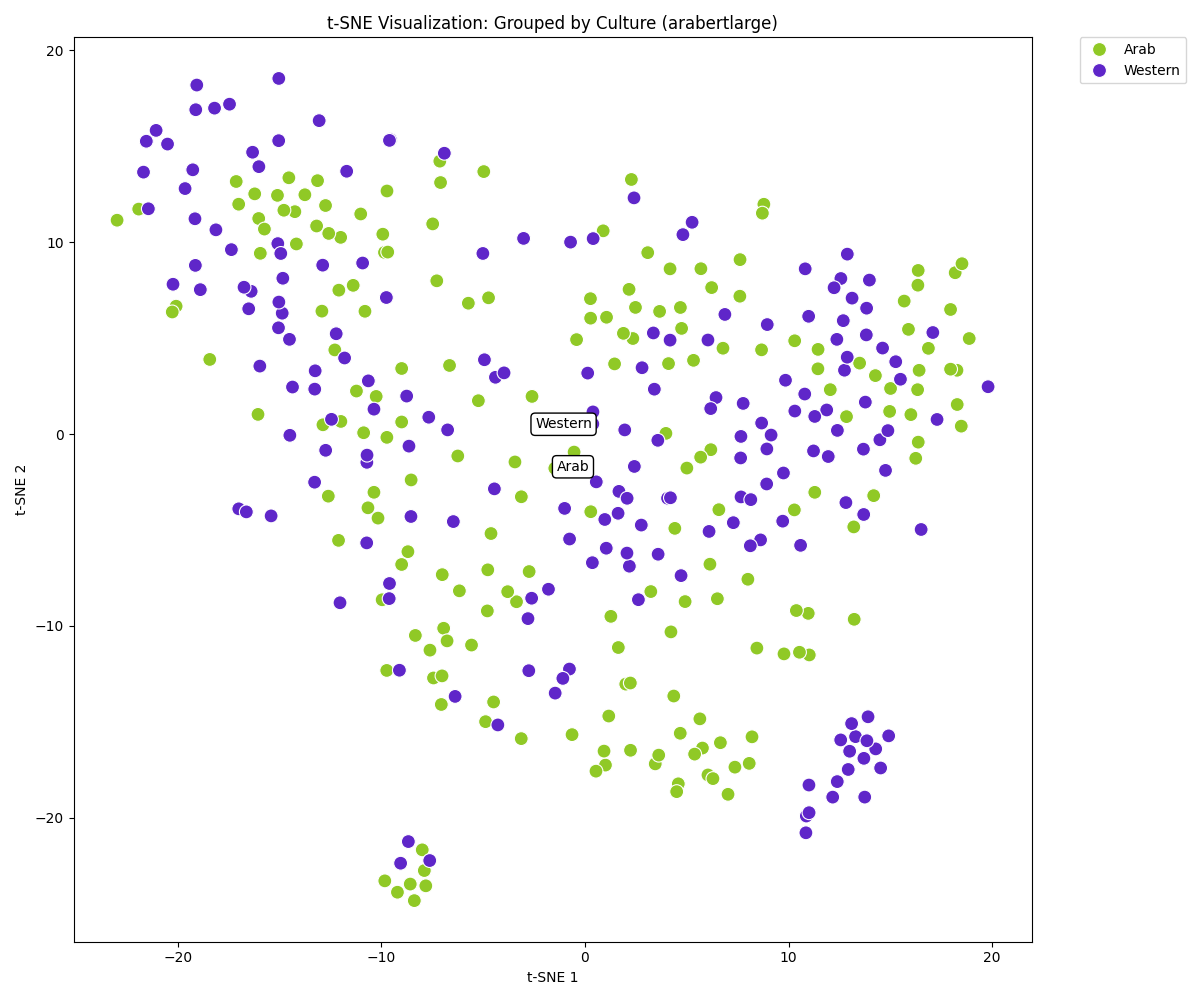 t-SNE Visualization: Grouped by Culture (arabertlarge)
Arab
Western
20
10
0
−10
−20
t-SNE 2
Western
Arab
−20
−10
0
10
20
t-SNE 1